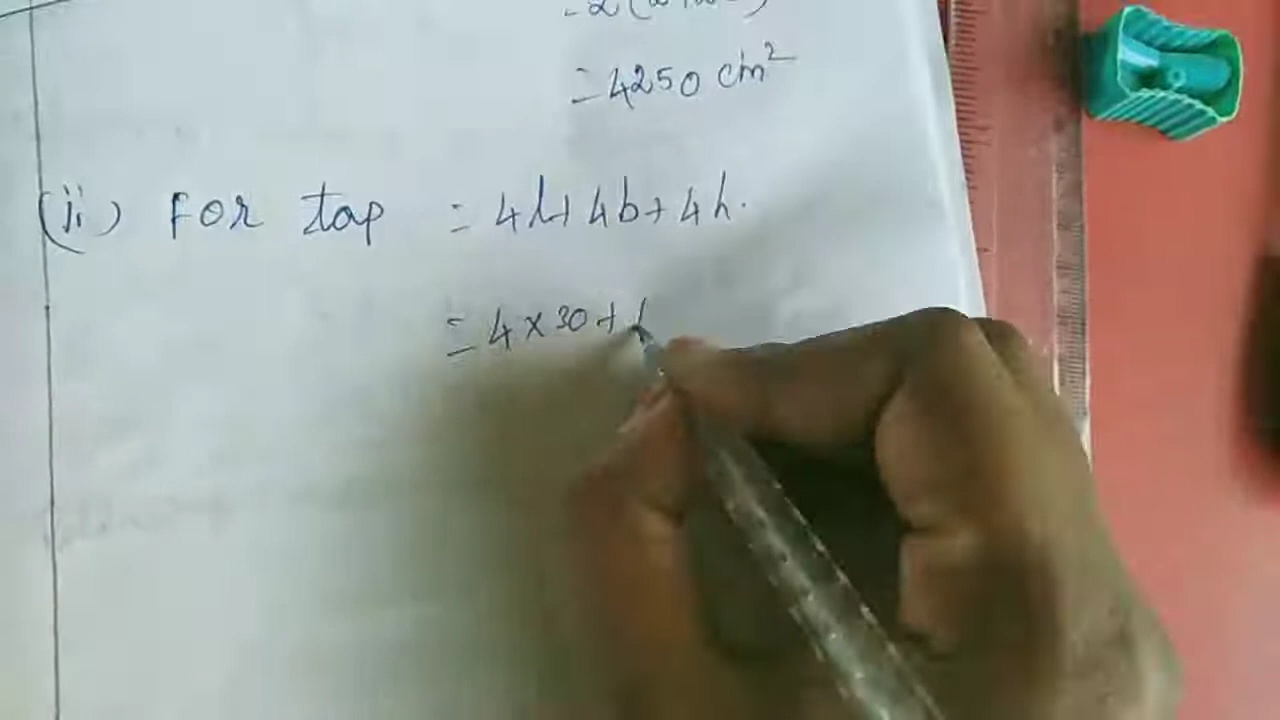 = 4250 cm²
(ii) For tap = 4l + 4b + 4h.
= 4 × 30 +